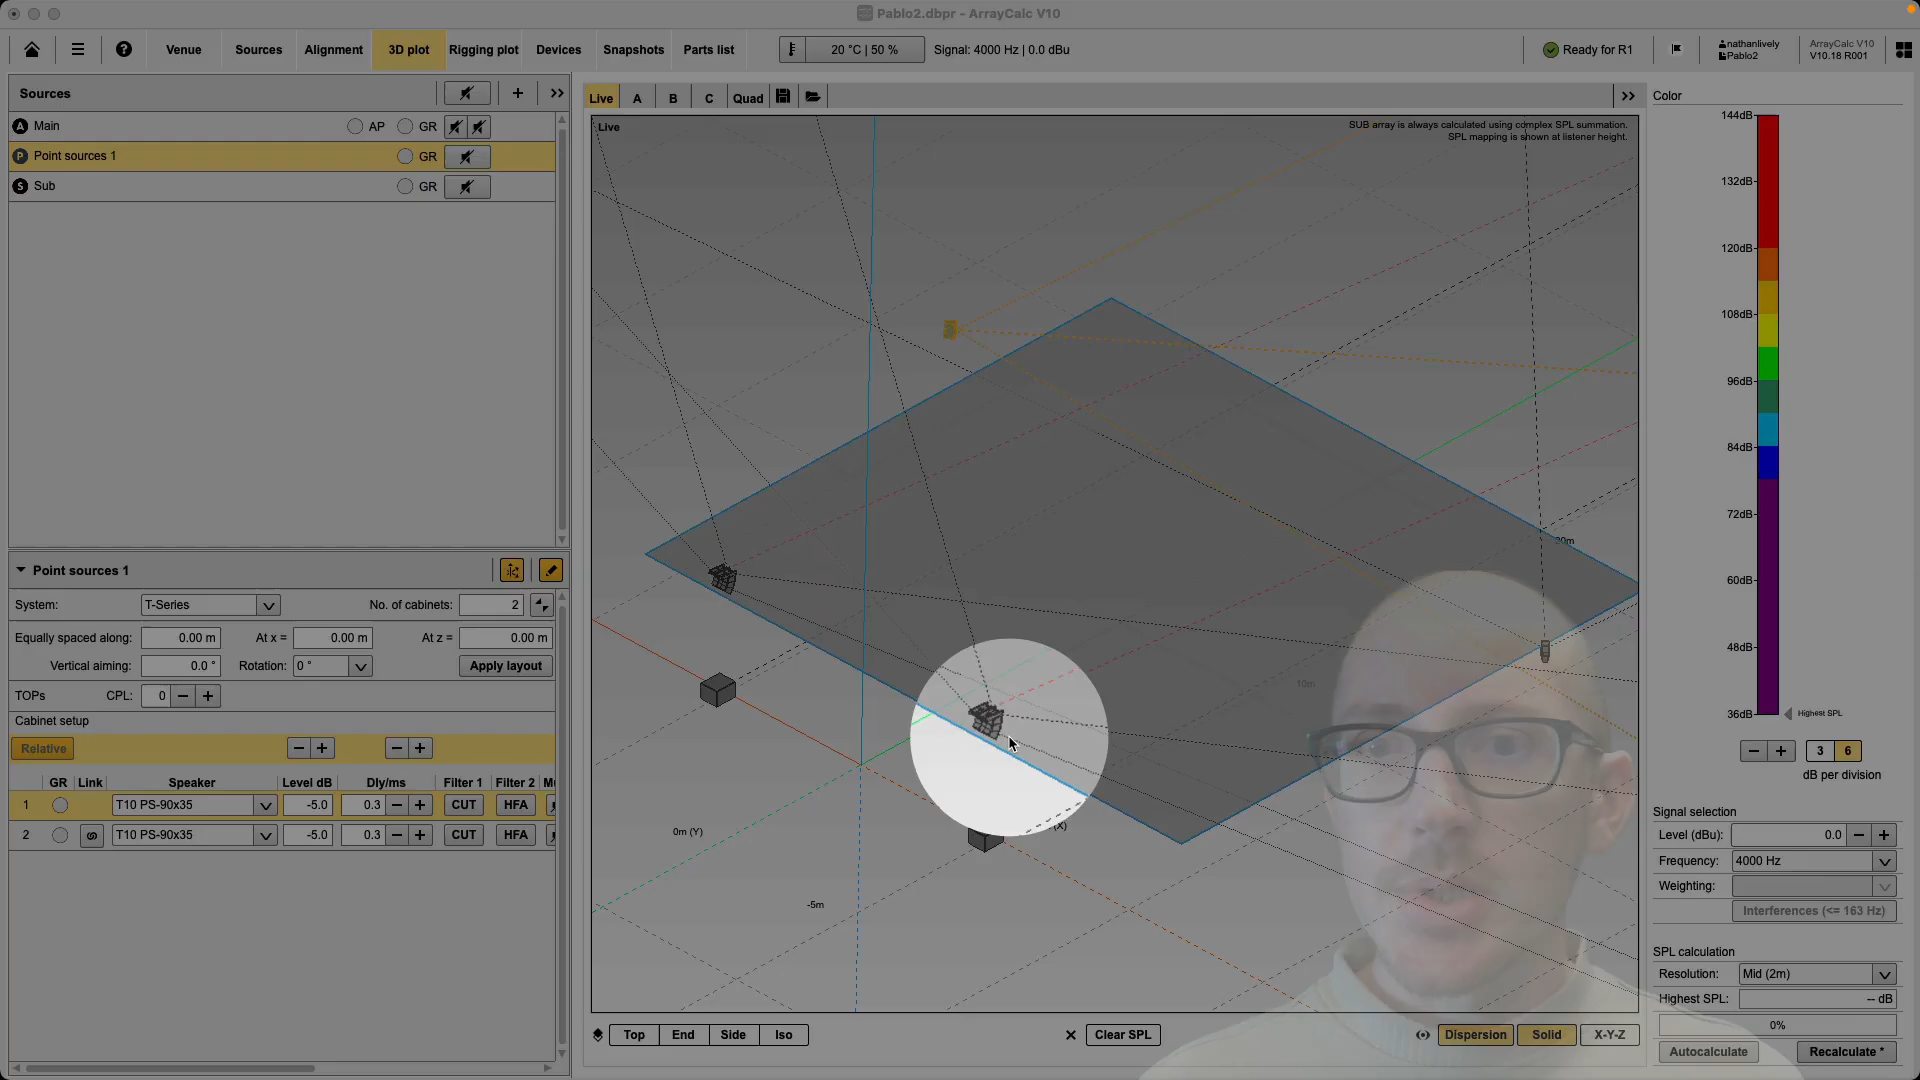 Pablo2.dbpr - ArrayCalc V10
Venue Sources Alignment 3D plot Rigging plot Devices Snapshots Parts list
20 °C | 50 %
Signal: 4000 Hz | 0.0 dBu
Ready for R1
nathanlively
Pablo2
ArrayCalc V10
V10.18 R001
Sources
A Main AP GR
P Point sources 1 GR
S Sub GR
Point sources 1
System: T-Series No. of cabinets: 2
Equally spaced along: 0.00 m At x = 0.00 m At z = 0.00 m
Vertical aiming: 0.0 ° Rotation: 0 ° Apply layout
TOPs CPL: 0
Cabinet setup
Relative
GR Link Speaker Level dB Dly/ms Filter 1 Filter 2
1 T10 PS-90x35 -5.0 0.3 CUT HFA
2 T10 PS-90x35 -5.0 0.3 CUT HFA
Live A B C Quad
Live
SUB array is always calculated using complex SPL summation.
SPL mapping is shown at listener height.
10m
0m (Y)
(X)
-5m
Top End Side Iso
Clear SPL
Dispersion Solid X-Y-Z
Color
144dB
132dB
120dB
108dB
96dB
84dB
72dB
60dB
48dB
36dB
Highest SPL
3 6
dB per division
Signal selection
Level (dBu): 0.0
Frequency: 4000 Hz
Weighting:
Interferences (<= 163 Hz)
SPL calculation
Resolution: Mid (2m)
Highest SPL: -- dB
0%
Autocalculate Recalculate *